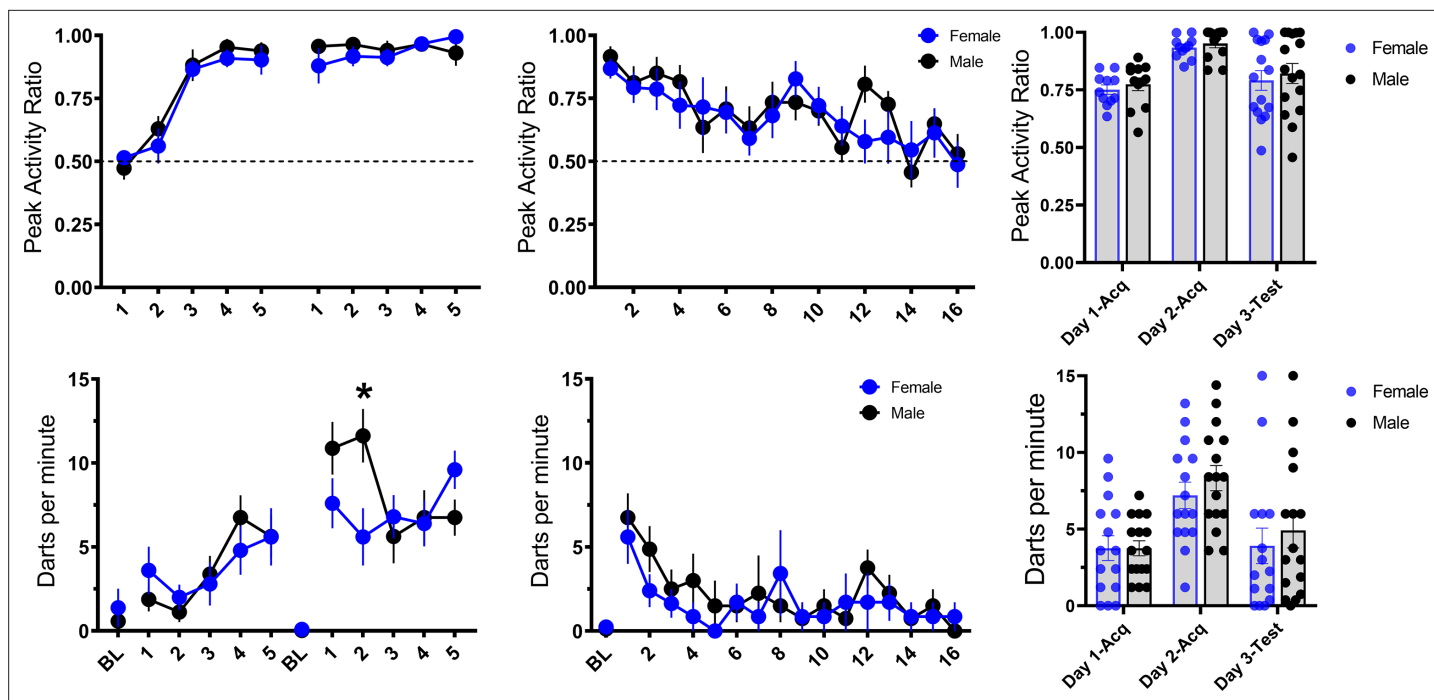 Peak Activity Ratio
1.00
0.75
0.50
0.25
0.00
1 2 3 4 5 1 2 3 4 5
Peak Activity Ratio
1.00
0.75
0.50
0.25
0.00
2 4 6 8 10 12 14 16
Female
Male
Peak Activity Ratio
1.00
0.75
0.50
0.25
0.00
Day 1-Acq
Day 2-Acq
Day 3-Test
Female
Male
Darts per minute
15
10
5
0
*
BL 1 2 3 4 5 BL 1 2 3 4 5
Darts per minute
15
10
5
0
BL 2 4 6 8 10 12 14 16
Female
Male
Darts per minute
15
10
5
0
Day 1-Acq
Day 2-Acq
Day 3-Test
Female
Male